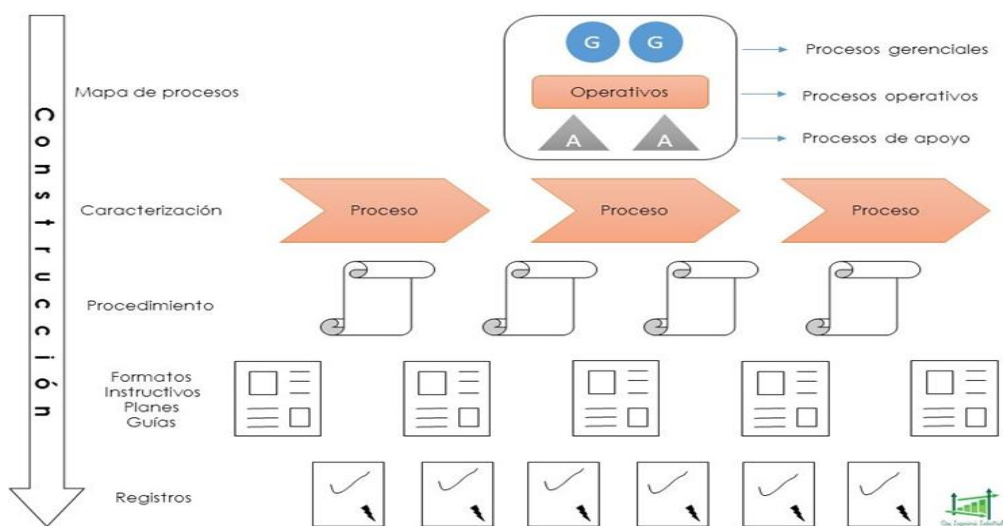 Construcción
Mapa de procesos
G G
Procesos gerenciales
Operativos
Procesos operativos
A A
Procesos de apoyo
Caracterización
Proceso
Proceso
Proceso
Procedimiento
Formatos
Instructivos
Planes
Guías
Registros